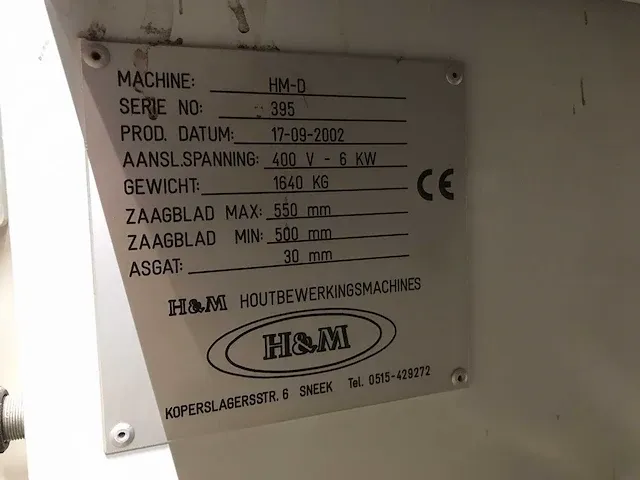 MACHINE: HM-D
SERIE NO: 395
PROD. DATUM: 17-09-2002
AANSL.SPANNING: 400 V - 6 KW
GEWICHT: 1640 KG
CE
ZAAGBLAD MAX: 550 mm
ZAAGBLAD MIN: 500 mm
ASGAT: 30 mm
H&M HOUTBEWERKINGSMACHINES
H&M
KOPERSLAGERSSTR. 6 SNEEK Tel. 0515-429272